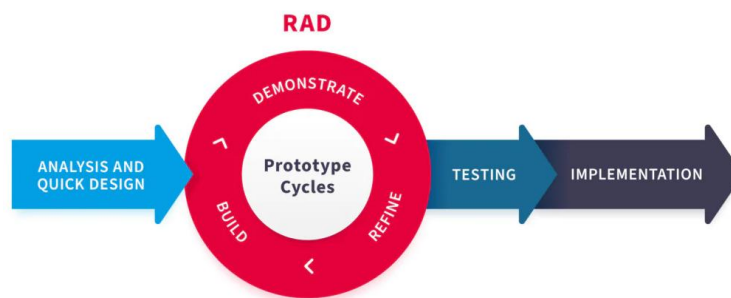 RAD
ANALYSIS AND
QUICK DESIGN
DEMONSTRATE
Prototype
Cycles
BUILD
REFINE
TESTING
IMPLEMENTATION